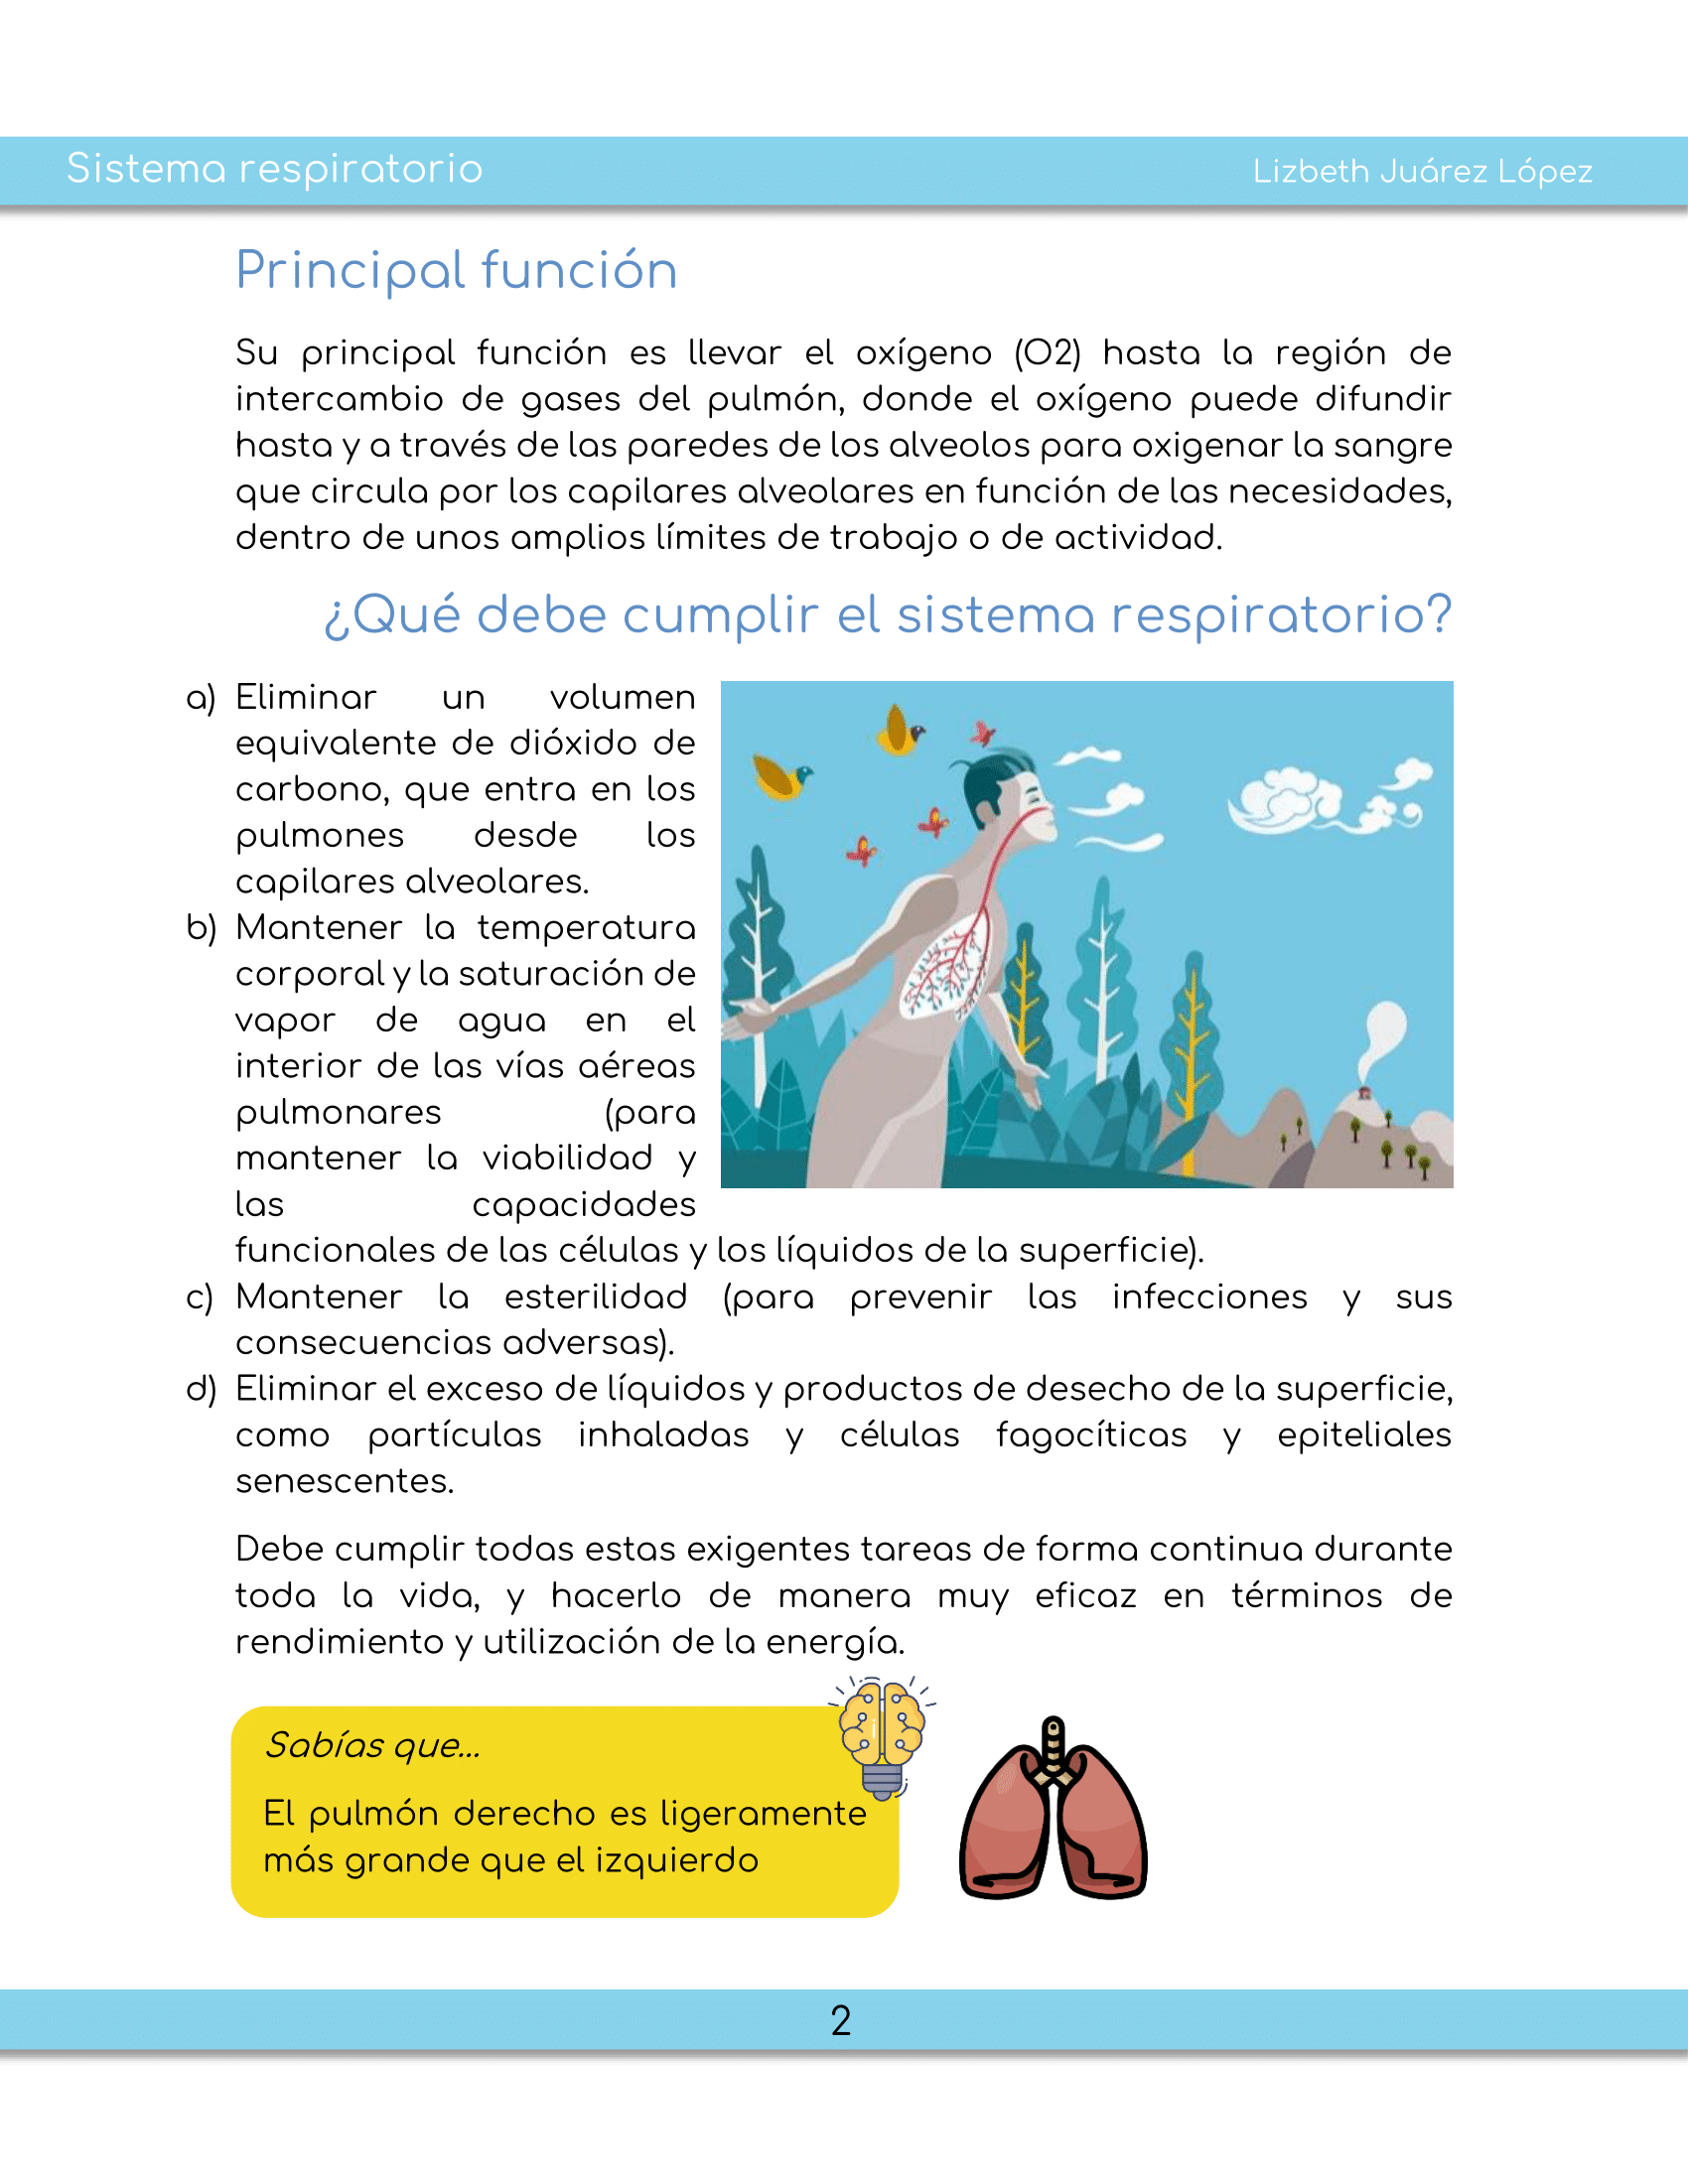 Sistema respiratorio
Lizbeth Juárez López
Principal función
Su principal función es llevar el oxígeno (O2) hasta la región de
intercambio de gases del pulmón, donde el oxígeno puede difundir
hasta y a través de las paredes de los alveolos para oxigenar la sangre
que circula por los capilares alveolares en función de las necesidades,
dentro de unos amplios límites de trabajo o de actividad.
¿Qué debe cumplir el sistema respiratorio?
a) Eliminar un volumen
equivalente de dióxido de
carbono, que entra en los
pulmones desde los
capilares alveolares.
b) Mantener la temperatura
corporal y la saturación de
vapor de agua en el
interior de las vías aéreas
pulmonares (para
mantener la viabilidad y
las capacidades
funcionales de las células y los líquidos de la superficie).
c) Mantener la esterilidad (para prevenir las infecciones y sus
consecuencias adversas).
d) Eliminar el exceso de líquidos y productos de desecho de la superficie,
como partículas inhaladas y células fagocíticas y epiteliales
senescentes.
Debe cumplir todas estas exigentes tareas de forma continua durante
toda la vida, y hacerlo de manera muy eficaz en términos de
rendimiento y utilización de la energía.
Sabías que...
El pulmón derecho es ligeramente
más grande que el izquierdo
2